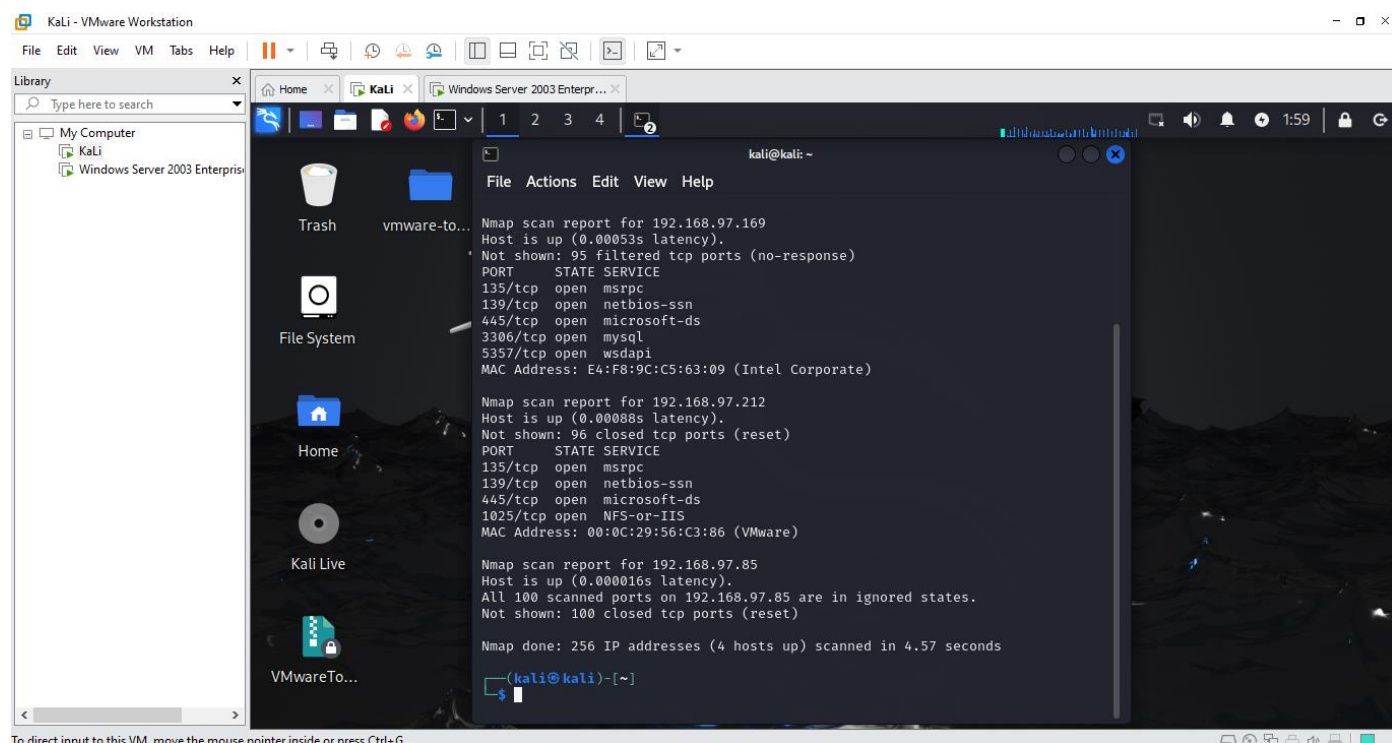 KaLi - VMware Workstation
File Edit View VM Tabs Help
Library
Type here to search
My Computer
KaLi
Windows Server 2003 Enterpris
Home
KaLi
Windows Server 2003 Enterpr...
1 2 3 4
2
1:59
Trash
vmware-to...
File System
Home
Kali Live
VMwareTo...
kali@kali: ~
File Actions Edit View Help
Nmap scan report for 192.168.97.169
Host is up (0.00053s latency).
Not shown: 95 filtered tcp ports (no-response)
PORT STATE SERVICE
135/tcp open msrpc
139/tcp open netbios-ssn
445/tcp open microsoft-ds
3306/tcp open mysql
5357/tcp open wsdapi
MAC Address: E4:F8:9C:C5:63:09 (Intel Corporate)
Nmap scan report for 192.168.97.212
Host is up (0.00088s latency).
Not shown: 96 closed tcp ports (reset)
PORT STATE SERVICE
135/tcp open msrpc
139/tcp open netbios-ssn
445/tcp open microsoft-ds
1025/tcp open NFS-or-IIS
MAC Address: 00:0C:29:56:C3:86 (VMware)
Nmap scan report for 192.168.97.85
Host is up (0.000016s latency).
All 100 scanned ports on 192.168.97.85 are in ignored states.
Not shown: 100 closed tcp ports (reset)
Nmap done: 256 IP addresses (4 hosts up) scanned in 4.57 seconds
┌──(kali㉿kali)-[~]
└─$
To direct input to this VM, move the mouse pointer inside or press Ctrl+G.